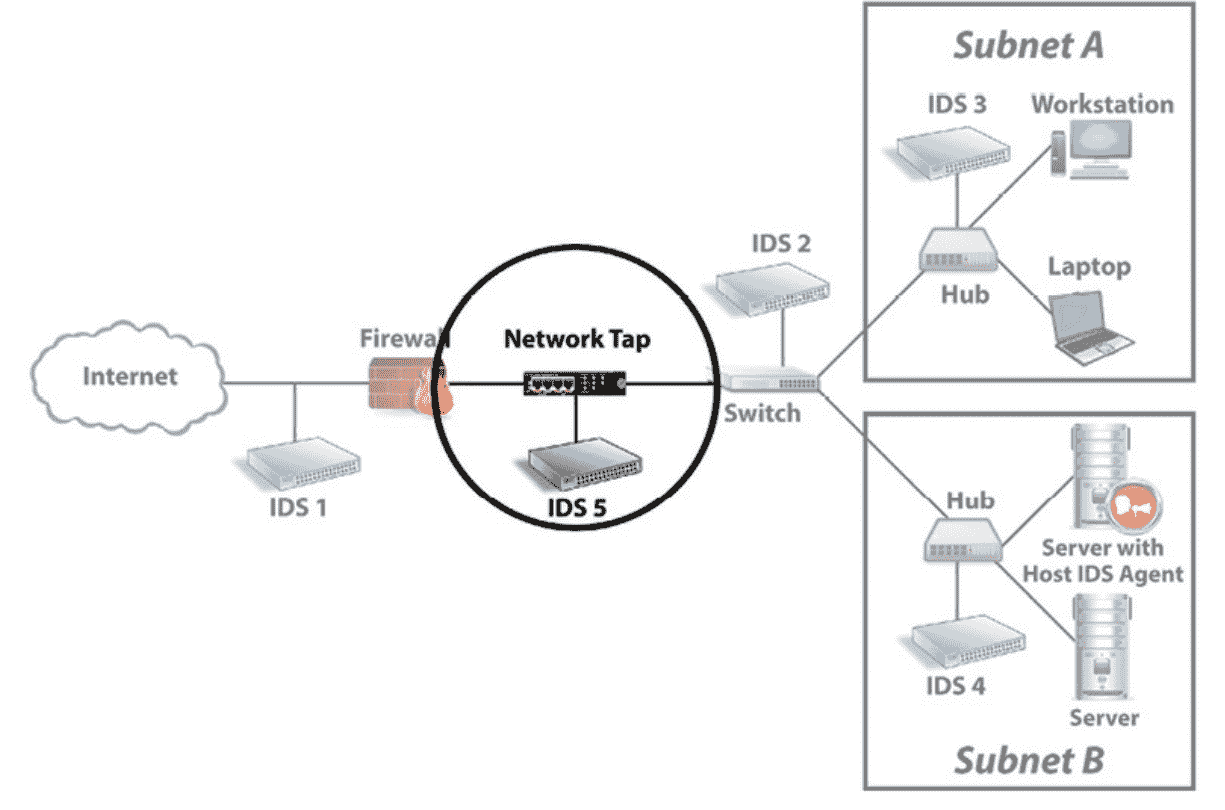 Subnet A
IDS 3
Workstation
IDS 2
Laptop
Hub
Firewall
Network Tap
Internet
Switch
IDS 1
IDS 5
Hub
Server with
Host IDS Agent
IDS 4
Server
Subnet B